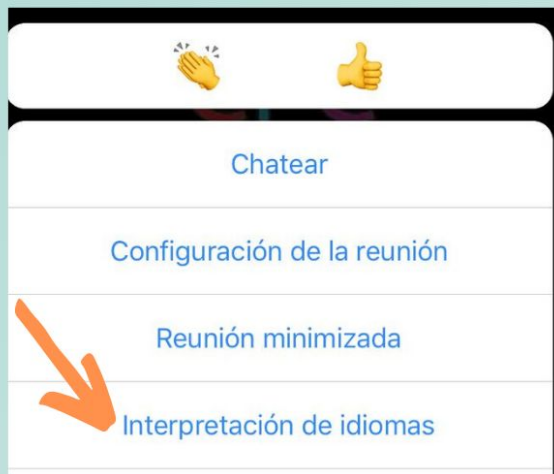 Chatear
Configuración de la reunión
Reunión minimizada
Interpretación de idiomas